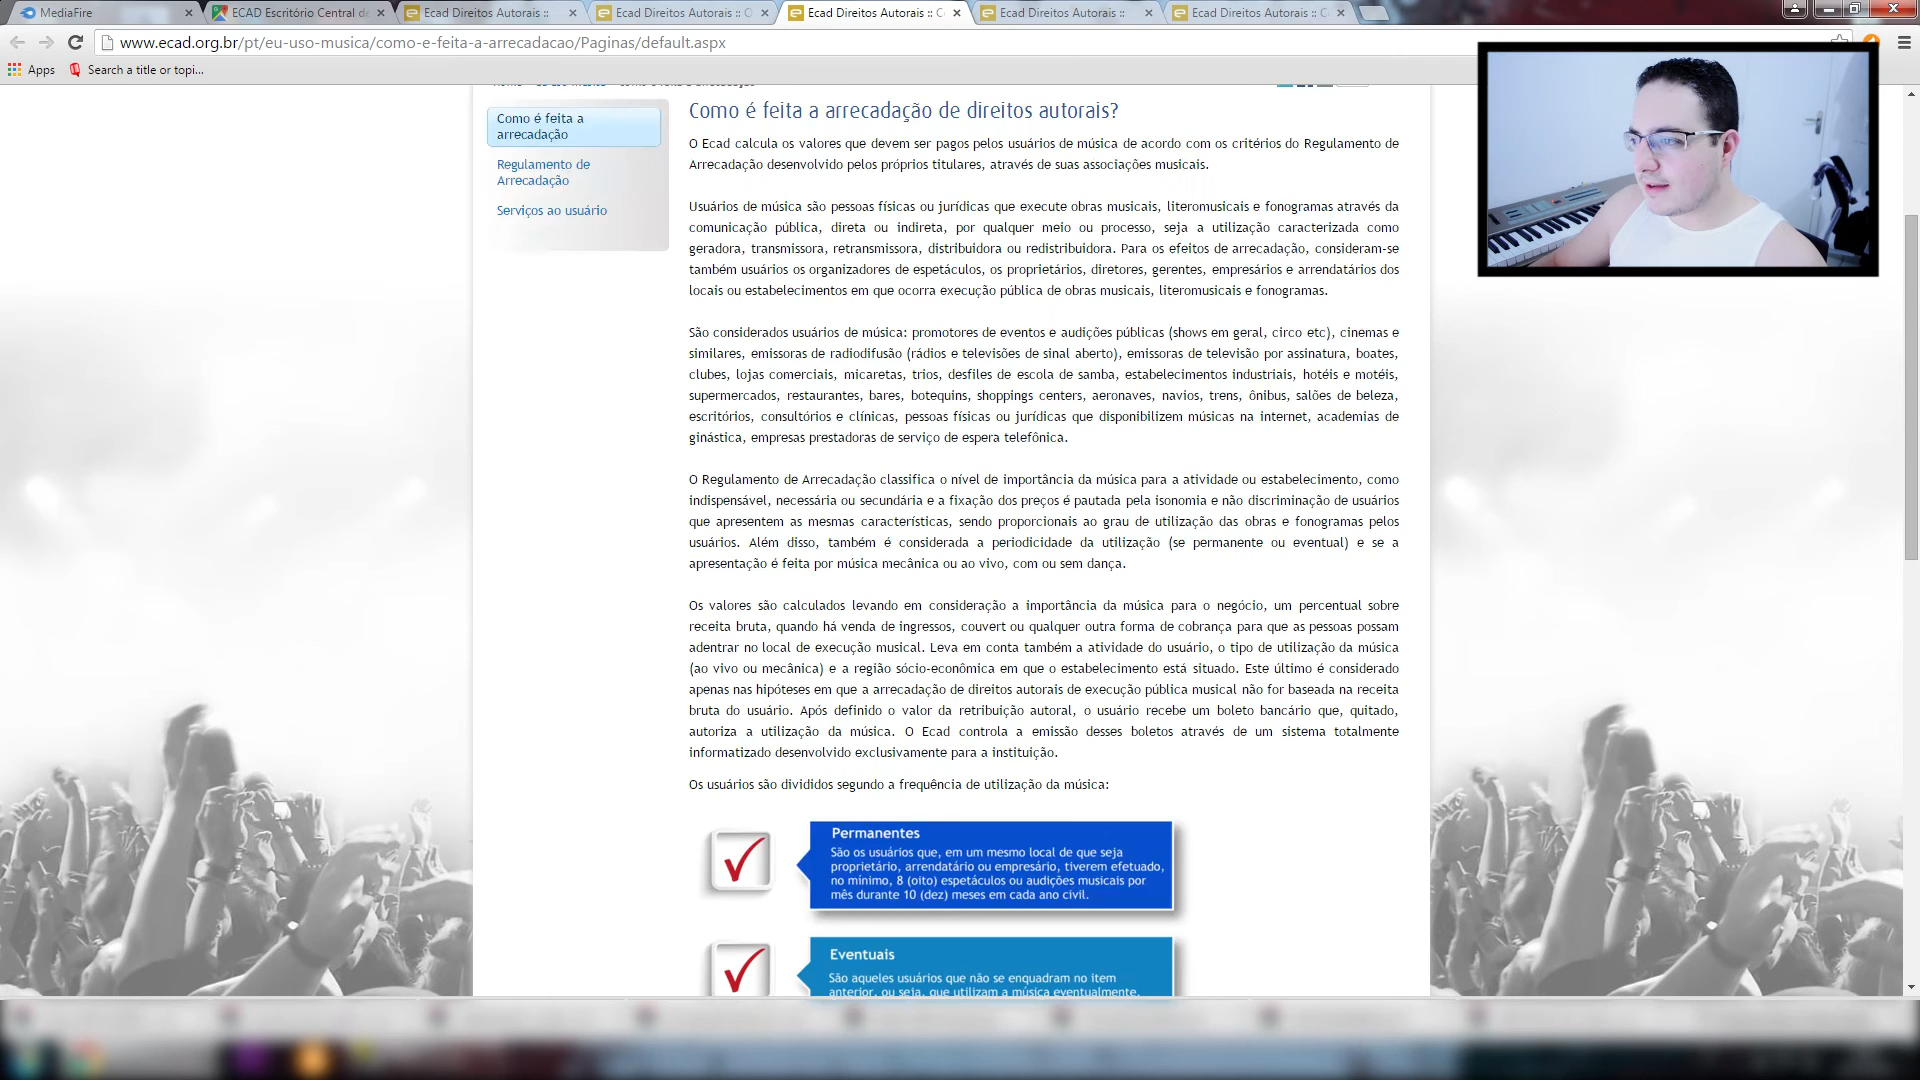 MediaFire
ECAD Escritório Central de
Ecad Direitos Autorais ::
Ecad Direitos Autorais ::
Ecad Direitos Autorais ::
Ecad Direitos Autorais ::
Ecad Direitos Autorais ::
www.ecad.org.br/pt/eu-uso-musica/como-e-feita-a-arrecadacao/Paginas/default.aspx
Apps
Search a title or topi...
Como é feita a
arrecadação
Regulamento de
Arrecadação
Serviços ao usuário
Como é feita a arrecadação de direitos autorais?
O Ecad calcula os valores que devem ser pagos pelos usuários de música de acordo com os critérios do Regulamento de
Arrecadação desenvolvido pelos próprios titulares, através de suas associações musicais.
Usuários de música são pessoas físicas ou jurídicas que execute obras musicais, literomusicais e fonogramas através da
comunicação pública, direta ou indireta, por qualquer meio ou processo, seja a utilização caracterizada como
geradora, transmissora, retransmissora, distribuidora ou redistribuidora. Para os efeitos de arrecadação, consideram-se
também usuários os organizadores de espetáculos, os proprietários, diretores, gerentes, empresários e arrendatários dos
locais ou estabelecimentos em que ocorra execução pública de obras musicais, literomusicais e fonogramas.
São considerados usuários de música: promotores de eventos e audições públicas (shows em geral, circo etc), cinemas e
similares, emissoras de radiodifusão (rádios e televisões de sinal aberto), emissoras de televisão por assinatura, boates,
clubes, lojas comerciais, micaretas, trios, desfiles de escola de samba, estabelecimentos industriais, hotéis e motéis,
supermercados, restaurantes, bares, botequins, shoppings centers, aeronaves, navios, trens, ônibus, salões de beleza,
escritórios, consultórios e clínicas, pessoas físicas ou jurídicas que disponibilizem músicas na internet, academias de
ginástica, empresas prestadoras de serviço de espera telefônica.
O Regulamento de Arrecadação classifica o nível de importância da música para a atividade ou estabelecimento, como
indispensável, necessária ou secundária e a fixação dos preços é pautada pela isonomia e não discriminação de usuários
que apresentem as mesmas características, sendo proporcionais ao grau de utilização das obras e fonogramas pelos
usuários. Além disso, também é considerada a periodicidade da utilização (se permanente ou eventual) e se a
apresentação é feita por música mecânica ou ao vivo, com ou sem dança.
Os valores são calculados levando em consideração a importância da música para o negócio, um percentual sobre
receita bruta, quando há venda de ingressos, couvert ou qualquer outra forma de cobrança para que as pessoas possam
adentrar no local de execução musical. Leva em conta também a atividade do usuário, o tipo de utilização da música
(ao vivo ou mecânica) e a região sócio-econômica em que o estabelecimento está situado. Este último é considerado
apenas nas hipóteses em que a arrecadação de direitos autorais de execução pública musical não for baseada na receita
bruta do usuário. Após definido o valor da retribuição autoral, o usuário recebe um boleto bancário que, quitado,
autoriza a utilização da música. O Ecad controla a emissão desses boletos através de um sistema totalmente
informatizado desenvolvido exclusivamente para a instituição.
Os usuários são divididos segundo a frequência de utilização da música:
Permanentes
São os usuários que, em um mesmo local de que seja
proprietário, arrendatário ou empresário, tiverem efetuado,
no mínimo, 8 (oito) espetáculos ou audições musicais por
mês durante 10 (dez) meses em cada ano civil.
Eventuais
São aqueles usuários que não se enquadram no item
anterior, ou seja, que utilizam a música eventualmente.